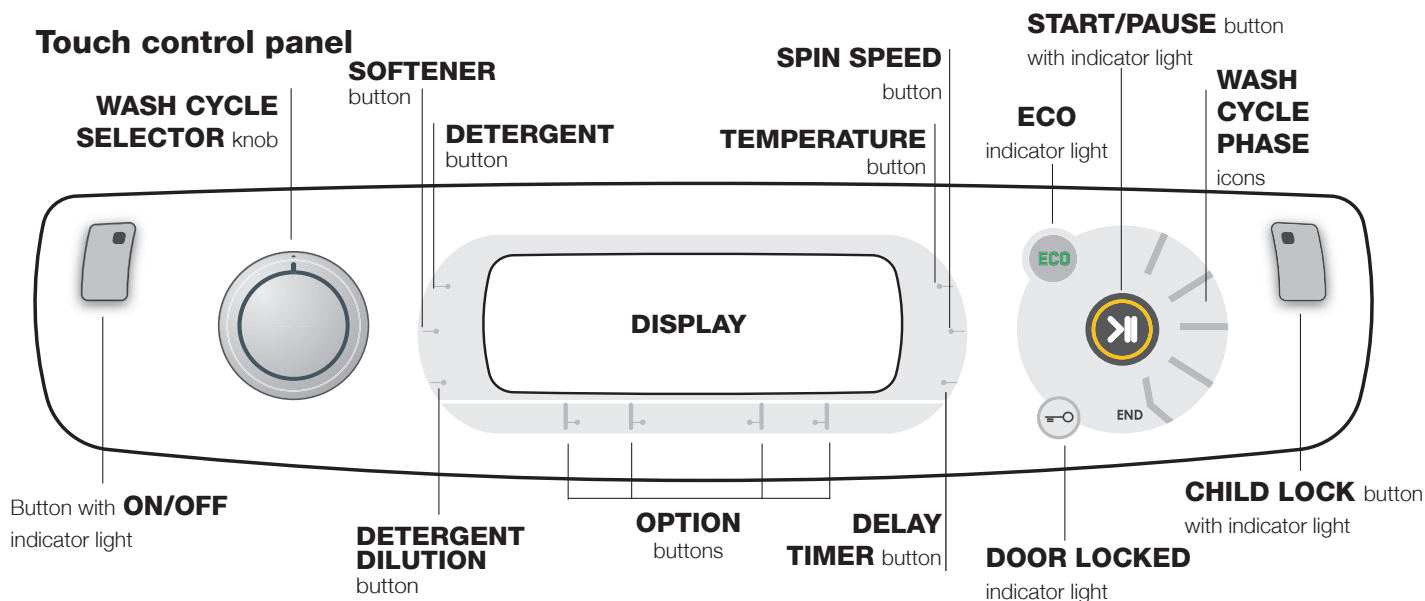 Touch control panel
WASH CYCLE
SELECTOR knob
SOFTENER
button
DETERGENT
button
SPIN SPEED
button
TEMPERATURE
button
START/PAUSE button
with indicator light
ECO
indicator light
WASH
CYCLE
PHASE
icons
ECO
DISPLAY
END
Button with ON/OFF
indicator light
DETERGENT
DILUTION
button
OPTION
buttons
DELAY
TIMER button
DOOR LOCKED
indicator light
CHILD LOCK button
with indicator light